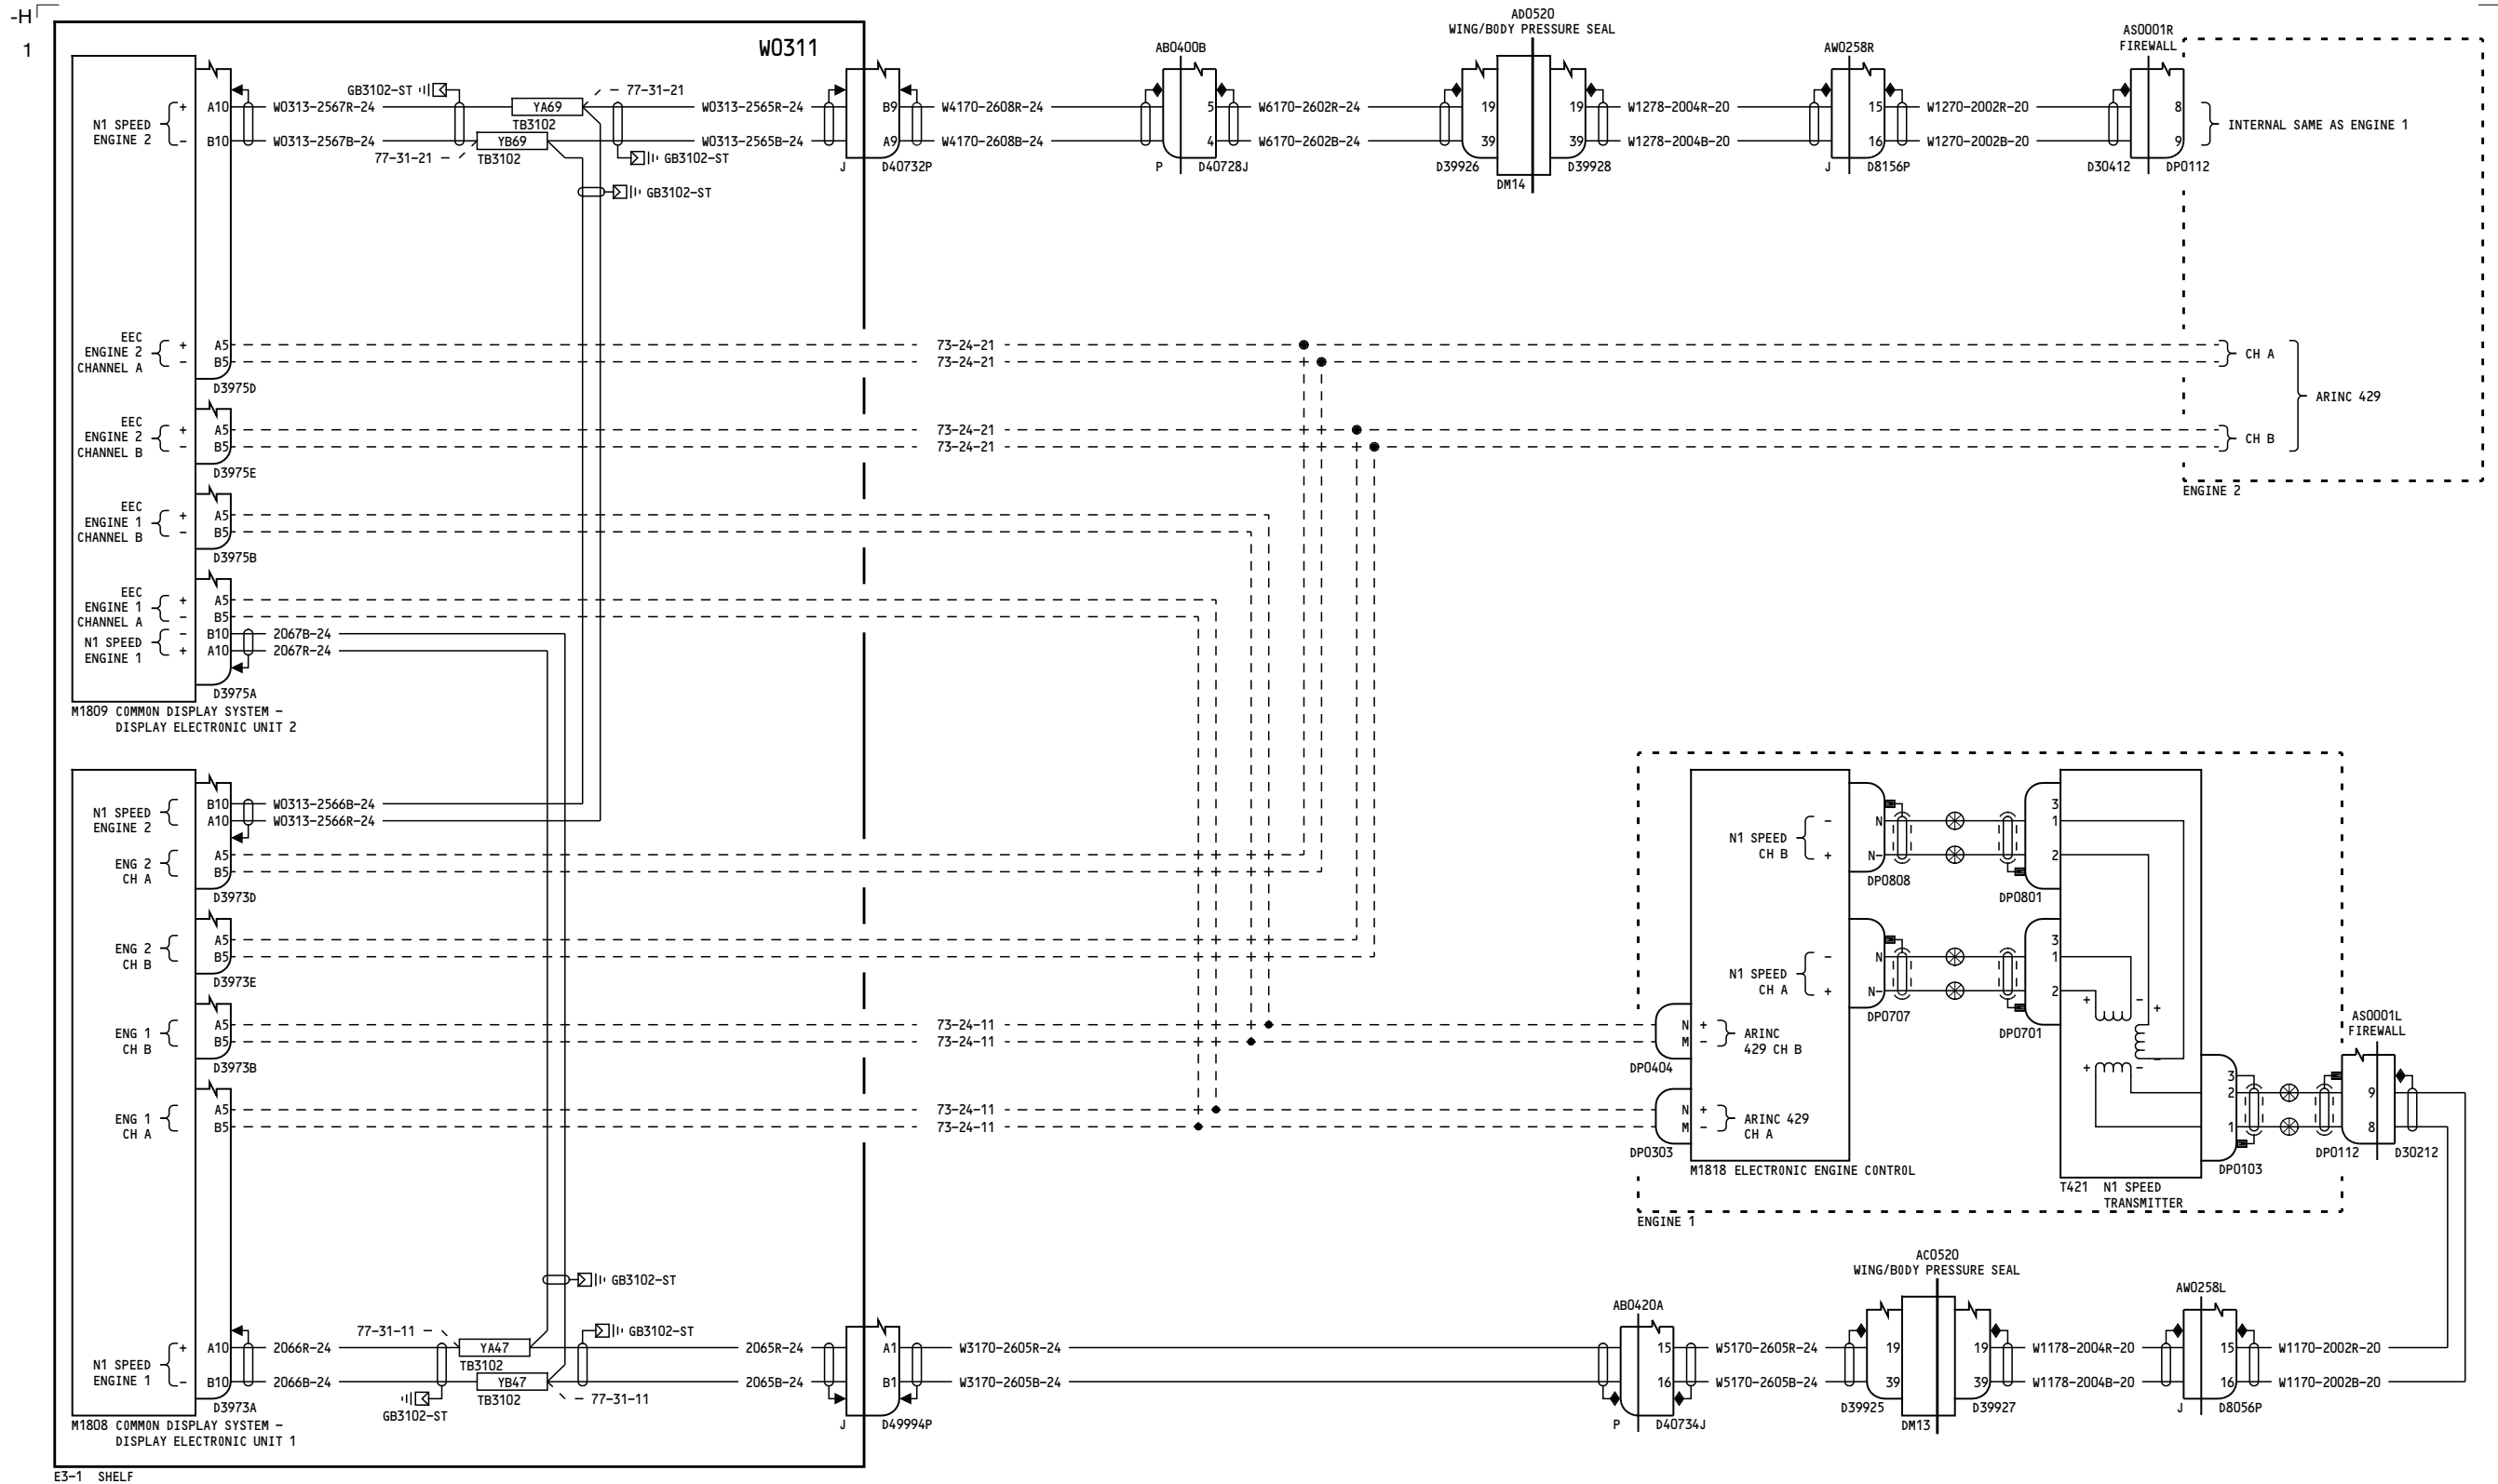 -H
1
W0311
AD0520
WING/BODY PRESSURE SEAL
AB0400B
AW0258R
AS0001R
FIREWALL
N1 SPEED
ENGINE 2
+
-
A10
B10
W0313-2567R-24
W0313-2567B-24
GB3102-ST
YA69
TB3102
77-31-21
YB69
TB3102
77-31-21
GB3102-ST
GB3102-ST
W0313-2565R-24
W0313-2565B-24
J
B9
A9
D40732P
W4170-2608R-24
W4170-2608B-24
P
5
4
D40728J
W6170-2602R-24
W6170-2602B-24
19
39
D39926
DM14
19
39
D39928
W1278-2004R-20
W1278-2004B-20
J
15
16
D8156P
W1270-2002R-20
W1270-2002B-20
D30412
8
9
DP0112
INTERNAL SAME AS ENGINE 1
EEC
ENGINE 2
CHANNEL A
+
-
A5
B5
D3975D
73-24-21
73-24-21
CH A
ARINC 429
EEC
ENGINE 2
CHANNEL B
+
-
A5
B5
D3975E
73-24-21
73-24-21
CH B
ENGINE 2
EEC
ENGINE 1
CHANNEL B
+
-
A5
B5
D3975B
EEC
ENGINE 1
CHANNEL A
+
-
A5
B5
N1 SPEED
ENGINE 1
-
+
B10
A10
2067B-24
2067R-24
D3975A
M1809 COMMON DISPLAY SYSTEM -
DISPLAY ELECTRONIC UNIT 2
N1 SPEED
ENGINE 2
B10
A10
W0313-2566B-24
W0313-2566R-24
ENG 2
CH A
A5
B5
D3973D
ENG 2
CH B
A5
B5
D3973E
ENG 1
CH B
A5
B5
D3973B
73-24-11
73-24-11
ENG 1
CH A
A5
B5
73-24-11
73-24-11
N1 SPEED
CH B
-
+
N
N-
DP0808
3
1
2
DP0801
N1 SPEED
CH A
-
+
N
N-
DP0707
3
1
2
DP0701
+
-
+
-
+
-
N
M
+
-
ARINC
429 CH B
DP0404
N
M
+
-
ARINC 429
CH A
DP0303
M1818 ELECTRONIC ENGINE CONTROL
ENGINE 1
T421 N1 SPEED
TRANSMITTER
3
2
1
DP0103
AS0001L
FIREWALL
9
8
DP0112
D30212
GB3102-ST
N1 SPEED
ENGINE 1
+
-
A10
B10
D3973A
2066R-24
2066B-24
77-31-11
YA47
TB3102
YB47
TB3102
77-31-11
GB3102-ST
GB3102-ST
2065R-24
2065B-24
J
A1
B1
D49994P
W3170-2605R-24
W3170-2605B-24
AB0420A
P
15
16
D40734J
W5170-2605R-24
W5170-2605B-24
AC0520
WING/BODY PRESSURE SEAL
19
39
D39925
DM13
19
39
D39927
W1178-2004R-20
W1178-2004B-20
AW0258L
J
15
16
D8056P
W1170-2002R-20
W1170-2002B-20
M1808 COMMON DISPLAY SYSTEM -
DISPLAY ELECTRONIC UNIT 1
E3-1 SHELF